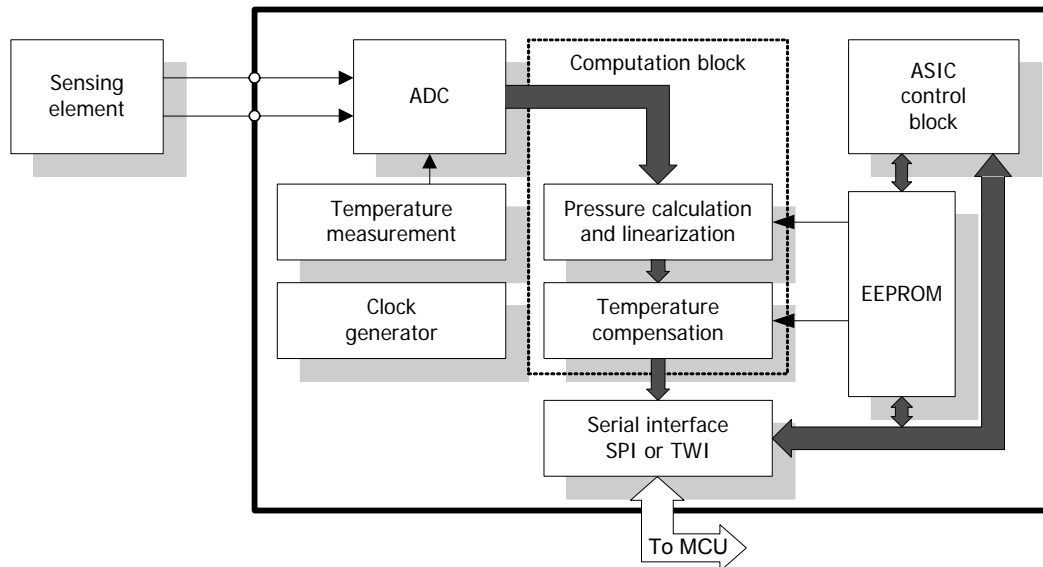 Sensing
element
ADC
Computation block
ASIC
control
block
Temperature
measurement
Pressure calculation
and linearization
EEPROM
Clock
generator
Temperature
compensation
Serial interface
SPI or TWI
To MCU